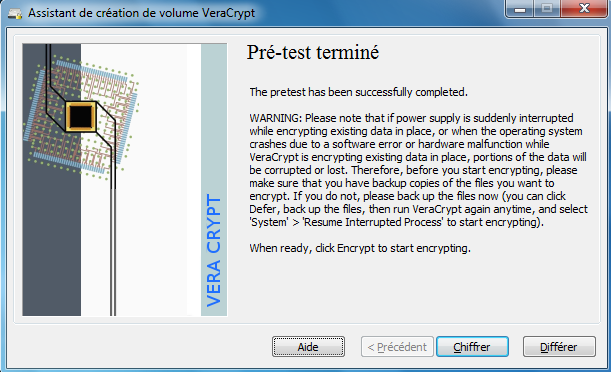 Assistant de création de volume VeraCrypt
Pré-test terminé
The pretest has been successfully completed.
WARNING: Please note that if power supply is suddenly interrupted
while encrypting existing data in place, or when the operating system
crashes due to a software error or hardware malfunction while
VeraCrypt is encrypting existing data in place, portions of the data will
be corrupted or lost. Therefore, before you start encrypting, please
make sure that you have backup copies of the files you want to
encrypt. If you do not, please back up the files now (you can click
Defer, back up the files, then run VeraCrypt again anytime, and select
'System' > 'Resume Interrupted Process' to start encrypting).
When ready, click Encrypt to start encrypting.
VERA CRYPT
Aide
< Précédent
Chiffrer
Différer